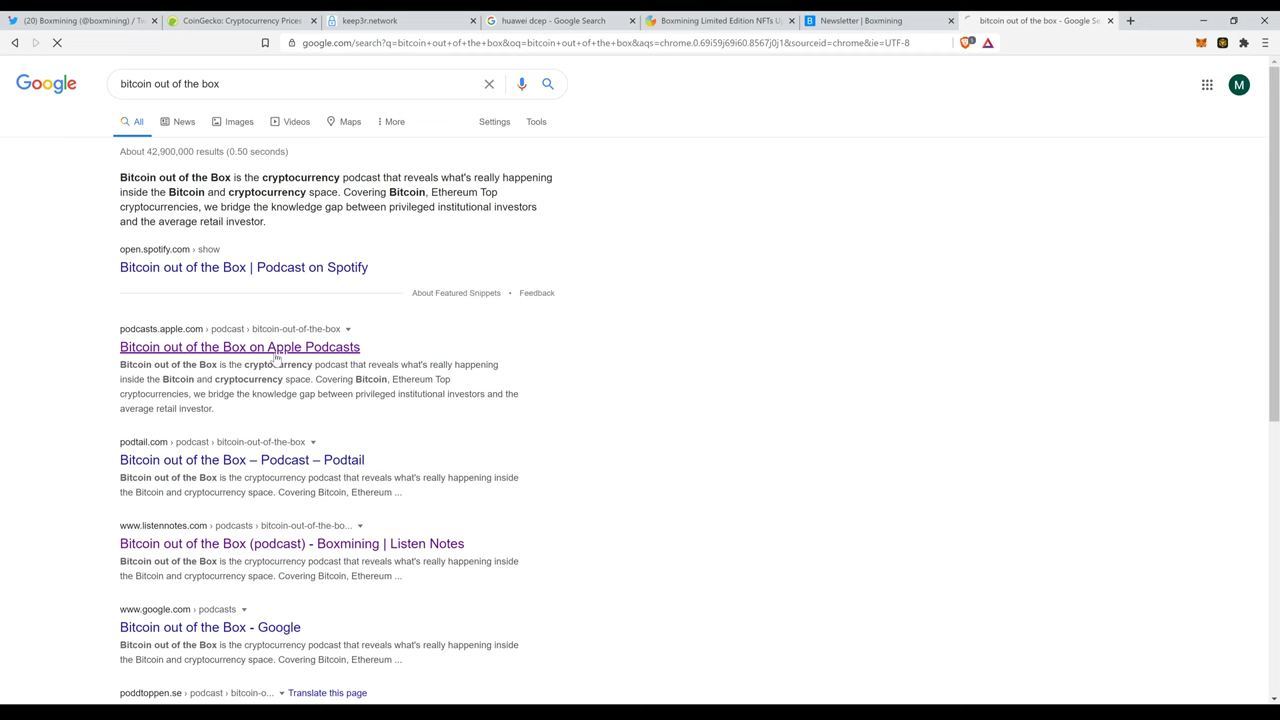 (20) Boxmining (@boxmining) / Tw
CoinGecko: Cryptocurrency Prices
keep3r.network
huawei dcep - Google Search
Boxmining Limited Edition NFTs U
Newsletter | Boxmining
bitcoin out of the box - Google Se
google.com/search?q=bitcoin+out+of+the+box&oq=bitcoin+out+of+the+box&aqs=chrome.0.69i59j69i60.8567j0j1&sourceid=chrome&ie=UTF-8
Google
bitcoin out of the box
M
All
News
Images
Videos
Maps
More
Settings
Tools
About 42,900,000 results (0.50 seconds)
Bitcoin out of the Box is the cryptocurrency podcast that reveals what's really happening
inside the Bitcoin and cryptocurrency space. Covering Bitcoin, Ethereum Top
cryptocurrencies, we bridge the knowledge gap between privileged institutional investors
and the average retail investor.
open.spotify.com › show
Bitcoin out of the Box | Podcast on Spotify
About Featured Snippets • Feedback
podcasts.apple.com › podcast › bitcoin-out-of-the-box
Bitcoin out of the Box on Apple Podcasts
Bitcoin out of the Box is the cryptocurrency podcast that reveals what's really happening
inside the Bitcoin and cryptocurrency space. Covering Bitcoin, Ethereum Top
cryptocurrencies, we bridge the knowledge gap between privileged institutional investors and the
average retail investor.
podtail.com › podcast › bitcoin-out-of-the-box
Bitcoin out of the Box – Podcast – Podtail
Bitcoin out of the Box is the cryptocurrency podcast that reveals what's really happening inside
the Bitcoin and cryptocurrency space. Covering Bitcoin, Ethereum ...
www.listennotes.com › podcasts › bitcoin-out-of-the-bo...
Bitcoin out of the Box (podcast) - Boxmining | Listen Notes
Bitcoin out of the Box is the cryptocurrency podcast that reveals what's really happening inside
the Bitcoin and cryptocurrency space. Covering Bitcoin, Ethereum ...
www.google.com › podcasts
Bitcoin out of the Box - Google
Bitcoin out of the Box is the cryptocurrency podcast that reveals what's really happening inside
the Bitcoin and cryptocurrency space. Covering Bitcoin, Ethereum ...
poddtoppen.se › podcast › bitcoin-o... Translate this page